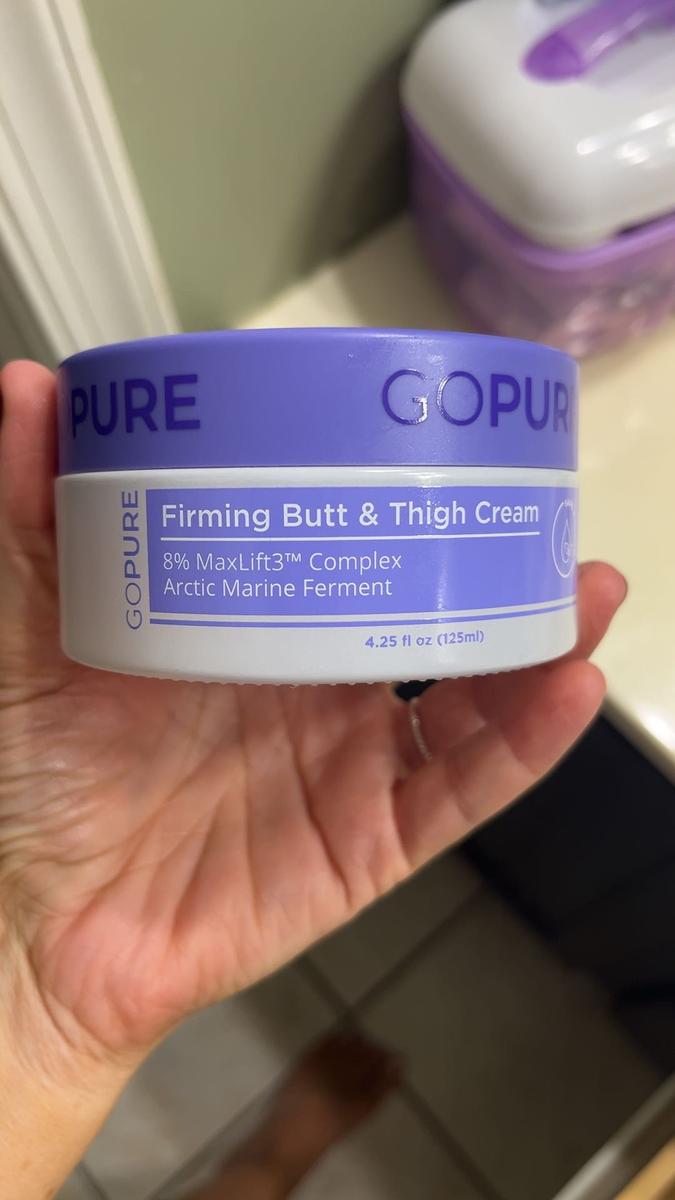 PURE GOPUR
GOPURE
Firming Butt & Thigh Cream
8% MaxLift3™ Complex
Arctic Marine Ferment
4.25 fl oz (125ml)